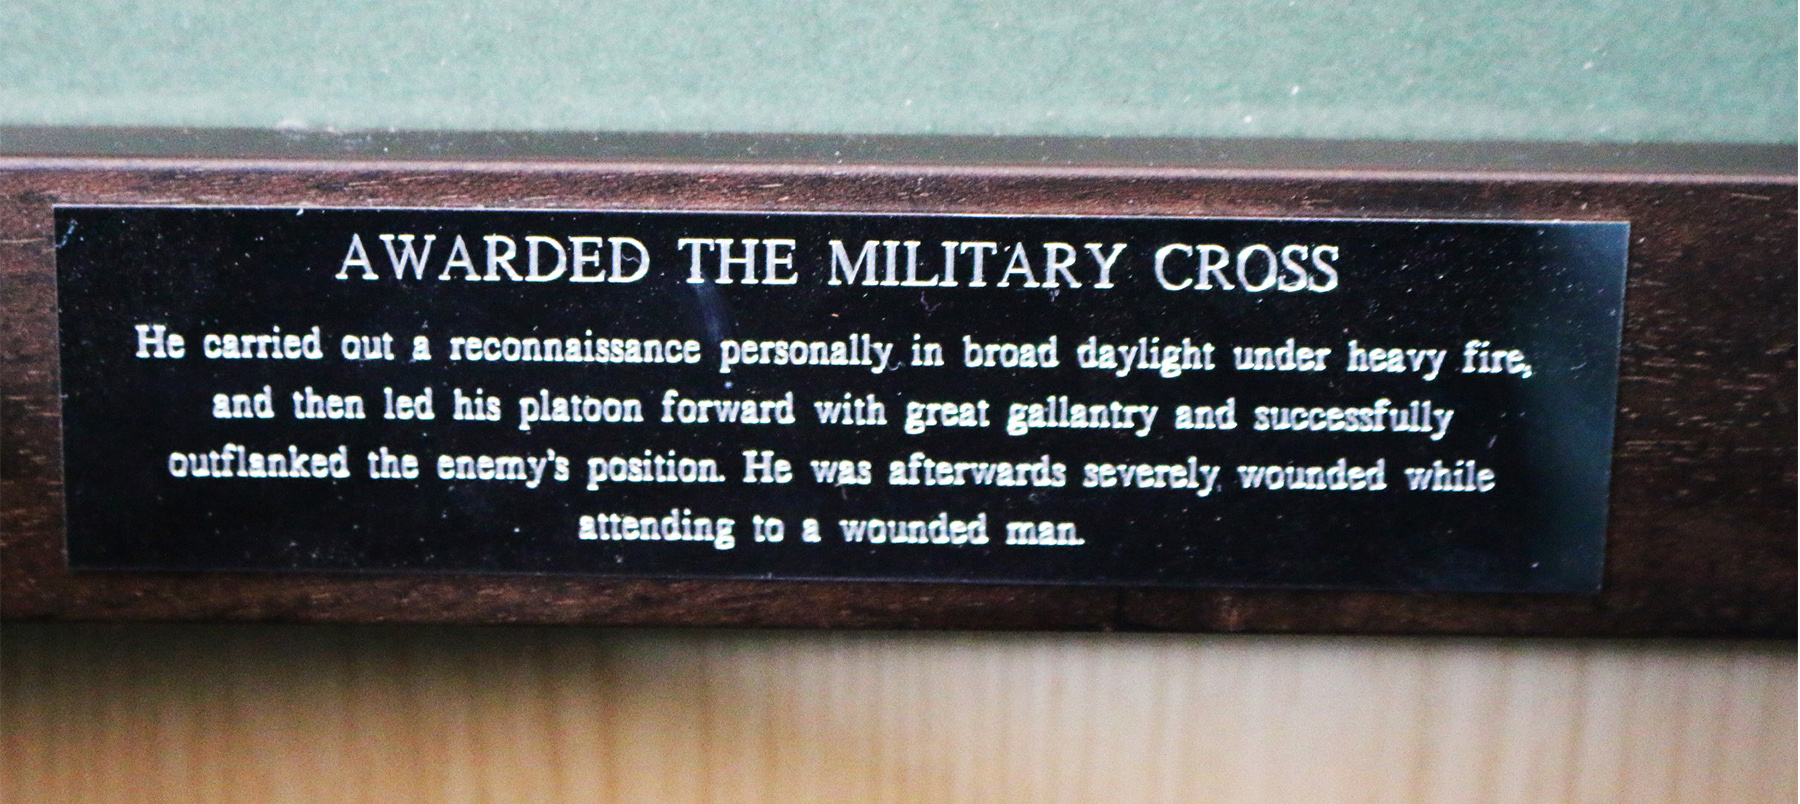 AWARDED THE MILITARY CROSS
He carried out a reconnaissance personally in broad daylight under heavy fire,
and then led his platoon forward with great gallantry and successfully
outflanked the enemy's position. He was afterwards severely wounded while
attending to a wounded man.